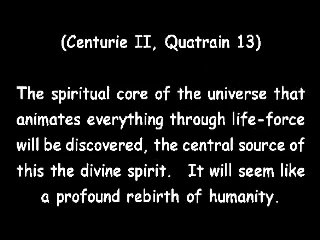 (Centurie II, Quatrain 13)
The spiritual core of the universe that
animates everything through life-force
will be discovered, the central source of
this the divine spirit. It will seem like
a profound rebirth of humanity.